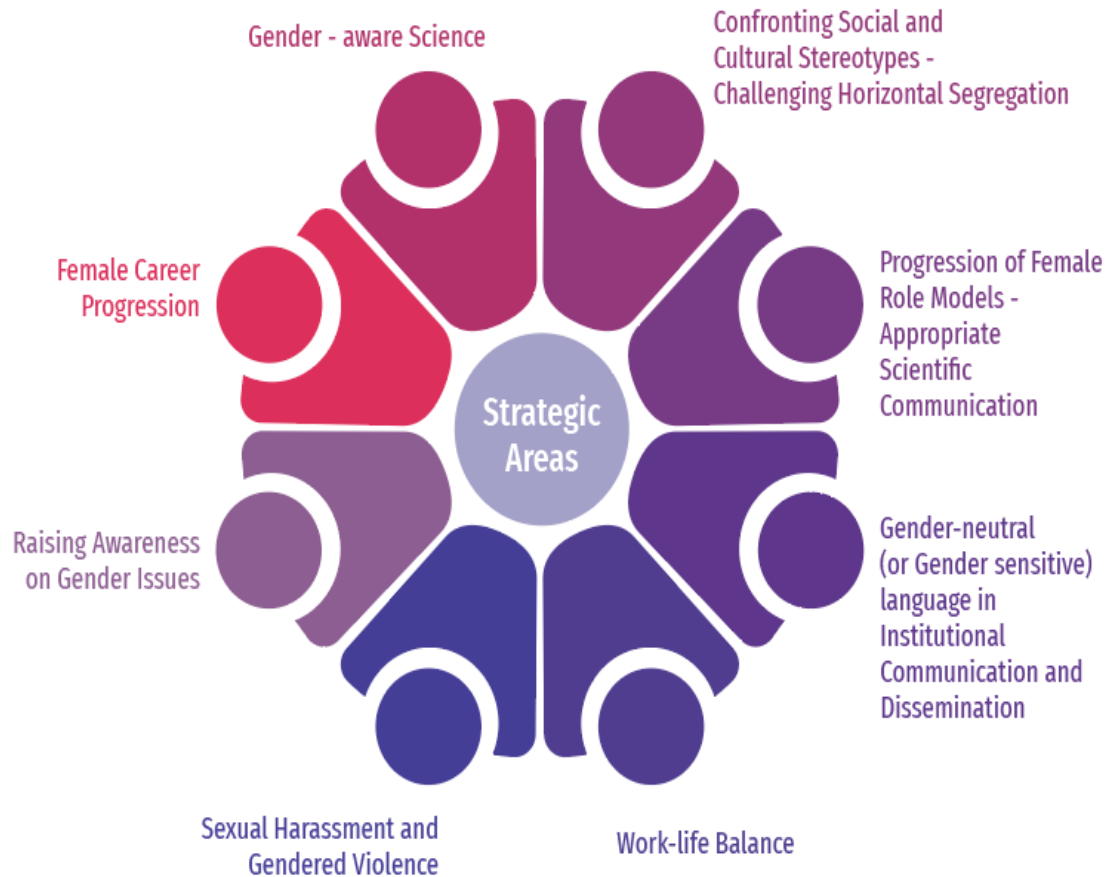 Gender - aware Science
Confronting Social and
Cultural Stereotypes -
Challenging Horizontal Segregation
Female Career
Progression
Progression of Female
Role Models -
Appropriate
Scientific
Communication
Strategic
Areas
Raising Awareness
on Gender Issues
Gender-neutral
(or Gender sensitive)
language in
Institutional
Communication and
Dissemination
Sexual Harassment and
Gendered Violence
Work-life Balance